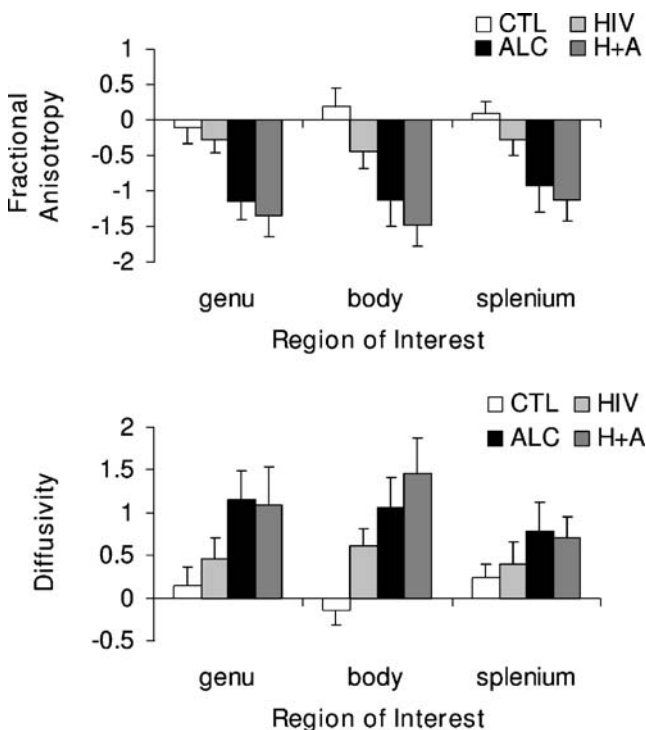 CTL HIV
ALC H+A
Fractional
Anisotropy
1
0.5
0
-0.5
-1
-1.5
-2
genu body splenium
Region of Interest
CTL HIV
ALC H+A
Diffusivity
2
1.5
1
0.5
0
-0.5
genu body splenium
Region of Interest